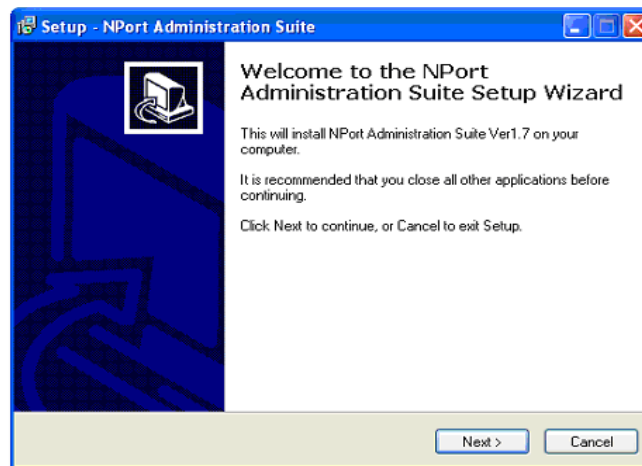 Setup - NPort Administration Suite
Welcome to the NPort
Administration Suite Setup Wizard
This will install NPort Administration Suite Ver1.7 on your
computer.
It is recommended that you close all other applications before
continuing.
Click Next to continue, or Cancel to exit Setup.
Next >
Cancel